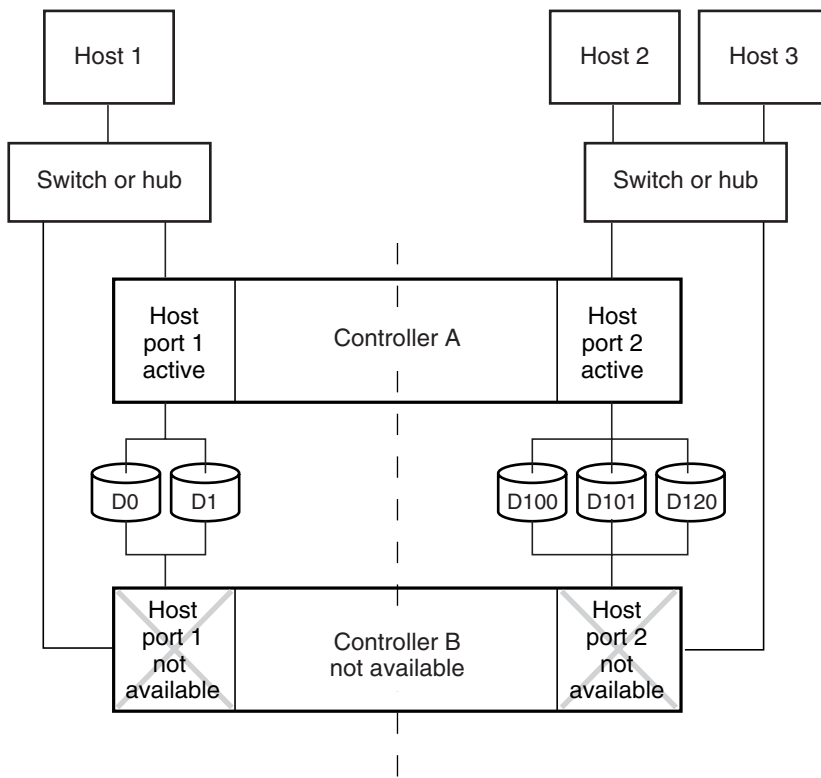 Host 1
Host 2
Host 3
Switch or hub
Switch or hub
Host
port 1
active
Controller A
Host
port 2
active
D0
D1
D100
D101
D120
Host
port 1
not
available
Controller B
not available
Host
port 2
not
available